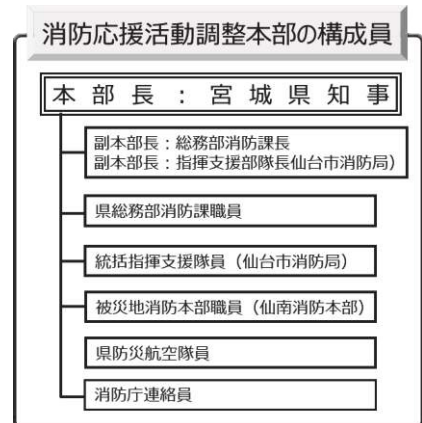 消防応援活動調整本部の構成員
本部長：宮城県知事
副本部長：総務部消防課長
副本部長：指揮支援部隊長仙台市消防局）
県総務部消防課職員
統括指揮支援隊員（仙台市消防局）
被災地消防本部職員（仙南消防本部）
県防災航空隊員
消防庁連絡員